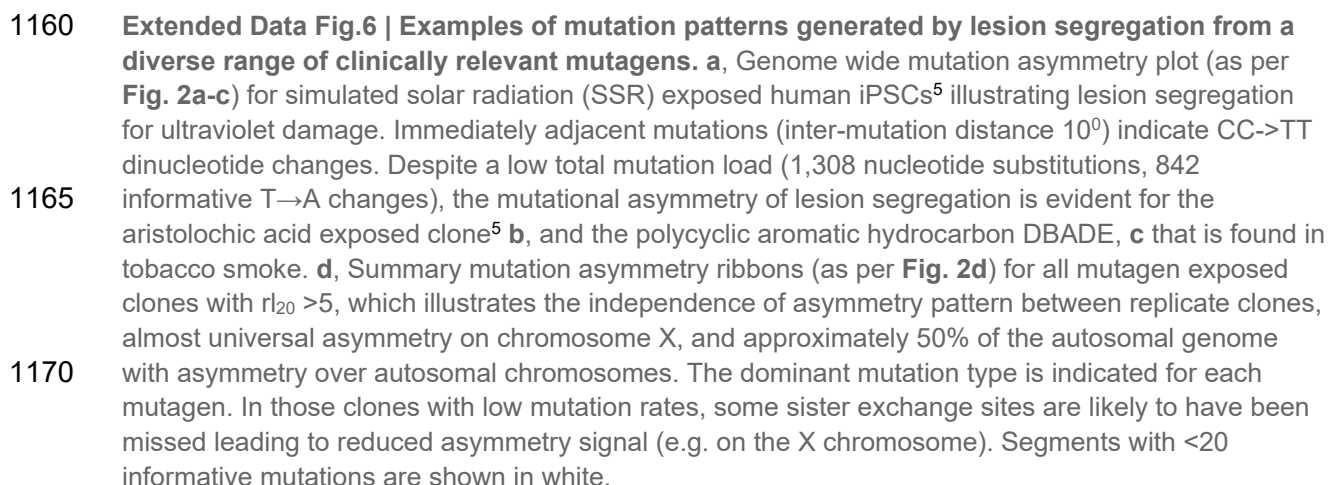 1160 Extended Data Fig.6 | Examples of mutation patterns generated by lesion segregation from a
diverse range of clinically relevant mutagens. a, Genome wide mutation asymmetry plot (as per
Fig. 2a-c) for simulated solar radiation (SSR) exposed human iPSCs⁵ illustrating lesion segregation
for ultraviolet damage. Immediately adjacent mutations (inter-mutation distance 10⁰) indicate CC->TT
dinucleotide changes. Despite a low total mutation load (1,308 nucleotide substitutions, 842
1165 informative T→A changes), the mutational asymmetry of lesion segregation is evident for the
aristolochic acid exposed clone⁵ b, and the polycyclic aromatic hydrocarbon DBADE, c that is found in
tobacco smoke. d, Summary mutation asymmetry ribbons (as per Fig. 2d) for all mutagen exposed
clones with rl₂₀ >5, which illustrates the independence of asymmetry pattern between replicate clones,
almost universal asymmetry on chromosome X, and approximately 50% of the autosomal genome
1170 with asymmetry over autosomal chromosomes. The dominant mutation type is indicated for each
mutagen. In those clones with low mutation rates, some sister exchange sites are likely to have been
missed leading to reduced asymmetry signal (e.g. on the X chromosome). Segments with <20
informative mutations are shown in white.